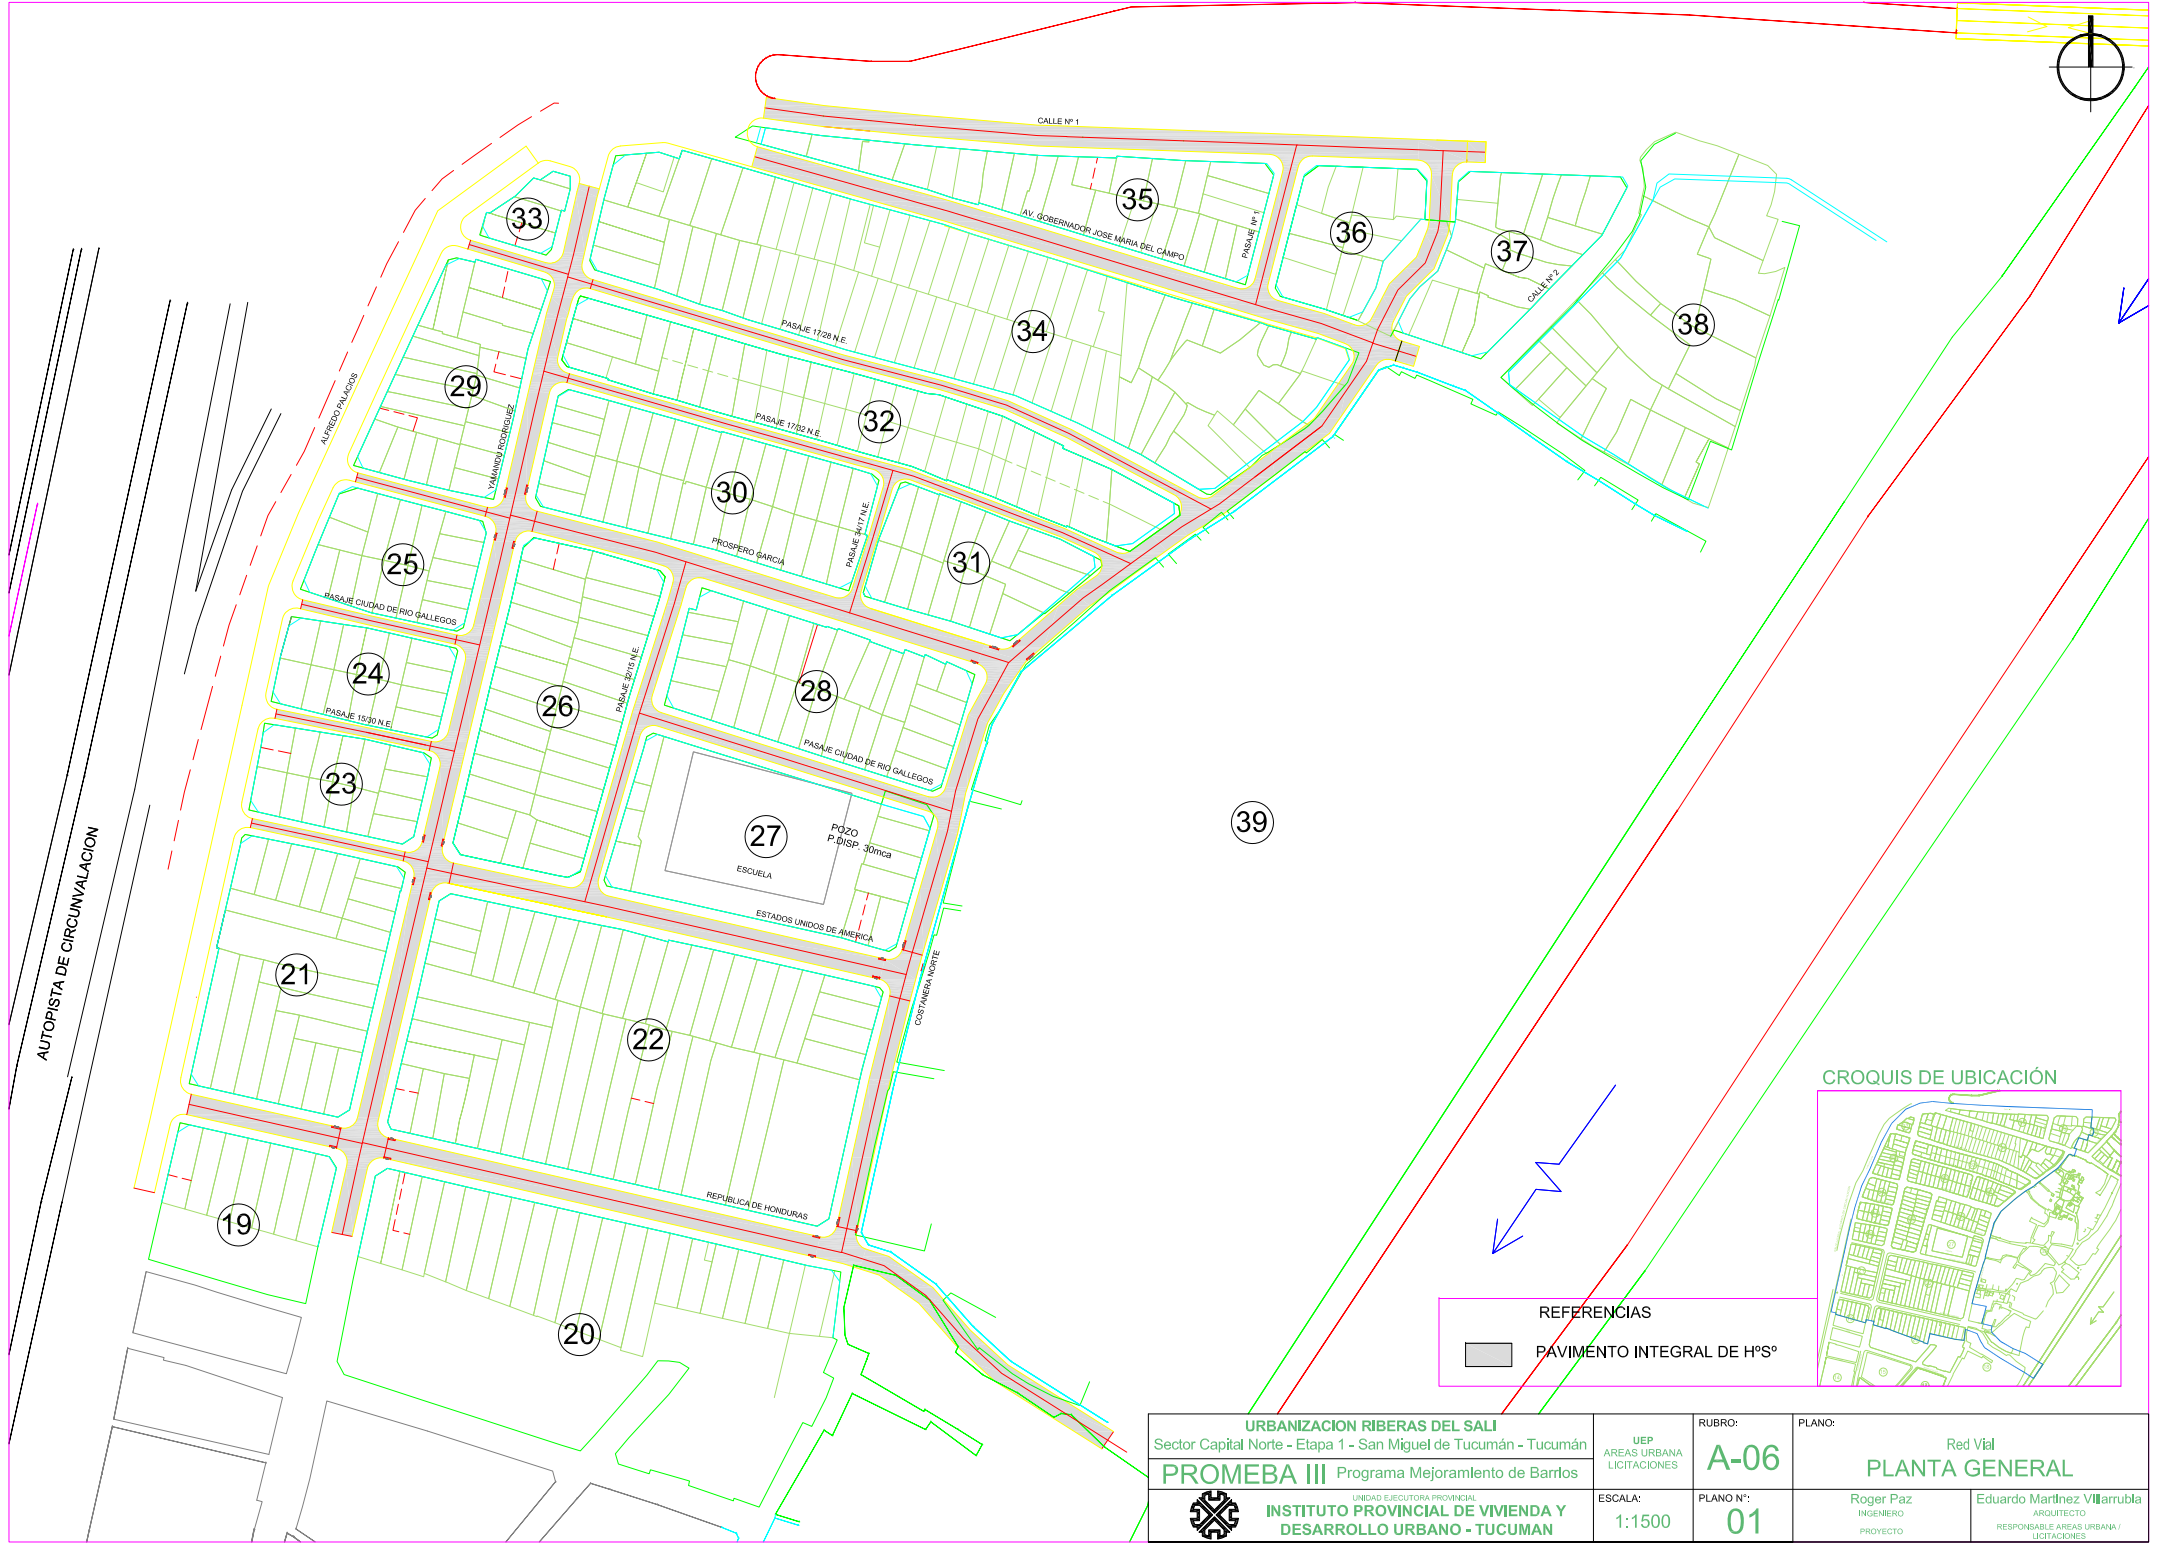 CALLE Nº 1
33
35
AV. GOBERNADOR JOSE MARIA DEL CAMPO
PASAJE Nº 1
36
37
CALLE Nº 2
38
34
PASAJE 17/28 N.E.
29
ALFREDO PALACIOS
YAMANDU RODRIGUEZ
32
PASAJE 17/32 N.E.
30
PASAJE 34/17 N.E.
PROSPERO GARCIA
31
25
PASAJE CIUDAD DE RIO GALLEGOS
24
PASAJE 15/30 N.E.
26
PASAJE 32/15 N.E.
28
PASAJE CIUDAD DE RIO GALLEGOS
23
27
POZO
P.DISP. 30mca
ESCUELA
39
ESTADOS UNIDOS DE AMERICA
AUTOPISTA DE CIRCUNVALACION
21
COSTANERA NORTE
22
REPUBLICA DE HONDURAS
19
20
CROQUIS DE UBICACIÓN
REFERENCIAS
PAVIMENTO INTEGRAL DE HºSº
URBANIZACION RIBERAS DEL SALI
Sector Capital Norte - Etapa 1 - San Miguel de Tucumán - Tucumán
PROMEBA III Programa Mejoramiento de Barrios
UNIDAD EJECUTORA PROVINCIAL
INSTITUTO PROVINCIAL DE VIVIENDA Y
DESARROLLO URBANO - TUCUMAN
UEP
AREAS URBANA
LICITACIONES
ESCALA:
1:1500
RUBRO:
A-06
PLANO Nº:
01
PLANO:
Red Vial
PLANTA GENERAL
Roger Paz
INGENIERO
PROYECTO
Eduardo Martínez Villarrubla
ARQUITECTO
RESPONSABLE AREAS URBANA /
LICITACIONES